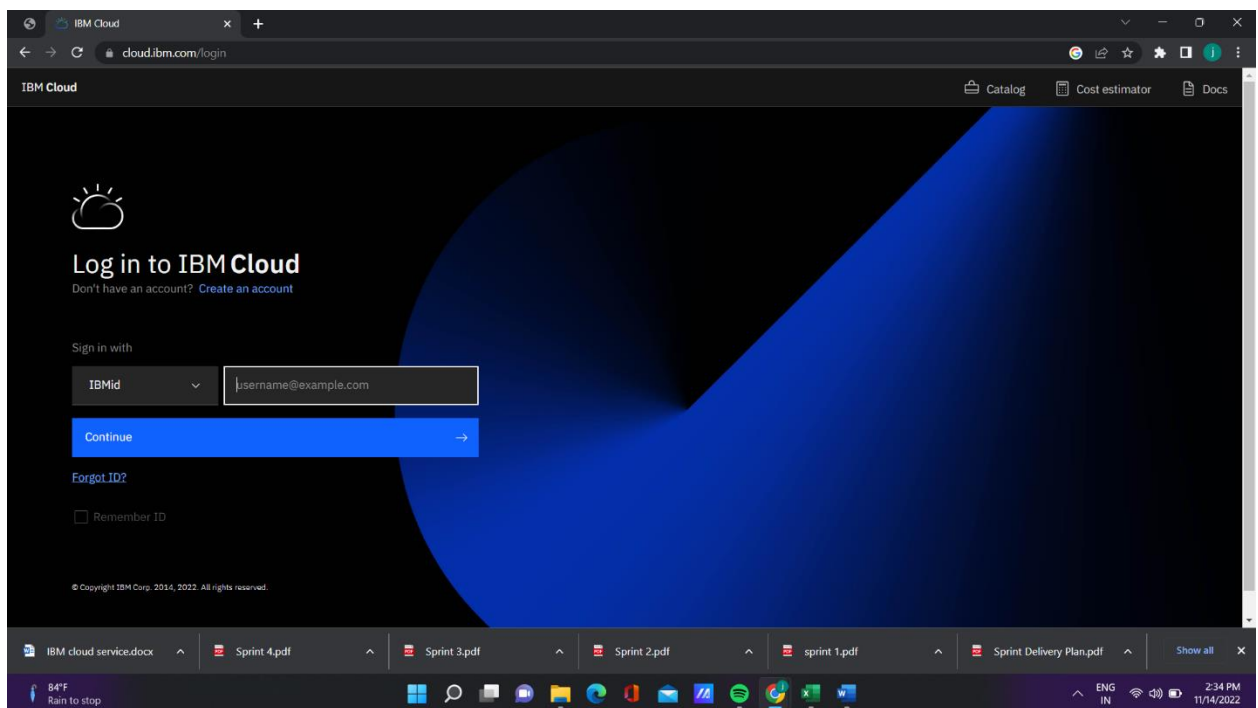 IBM Cloud
cloud.ibm.com/login
j
IBM Cloud
Catalog
Cost estimator
Docs
Log in to IBM Cloud
Don't have an account? Create an account
Sign in with
IBMid
username@example.com
Continue
Forgot ID?
Remember ID
© Copyright IBM Corp. 2014, 2022. All rights reserved.
IBM cloud service.docx
Sprint 4.pdf
Sprint 3.pdf
Sprint 2.pdf
sprint 1.pdf
Sprint Delivery Plan.pdf
Show all
84°F
Rain to stop
ENG
IN
2:34 PM
11/14/2022